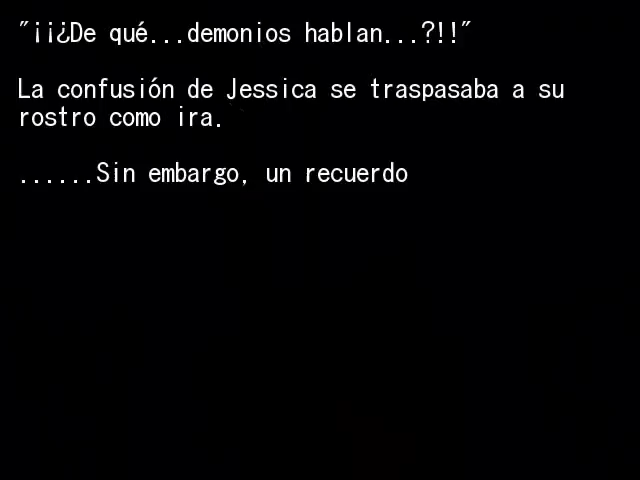 "¡¡¿De qué...demonios hablan...?!!"
La confusión de Jessica se traspasaba a su
rostro como ira.
......Sin embargo, un recuerdo